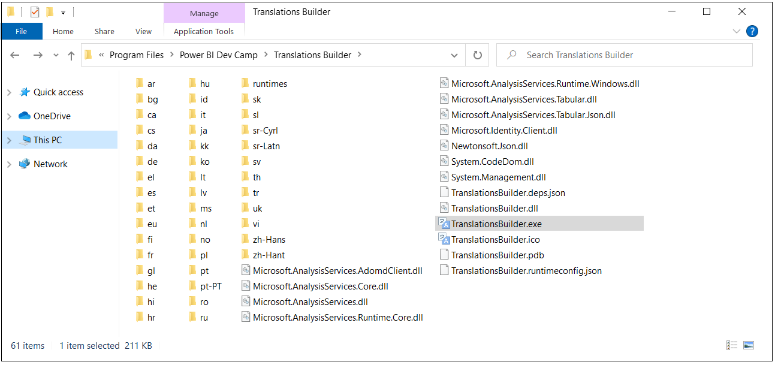 Manage
Translations Builder
File
Home
Share
View
Application Tools
« Program Files > Power BI Dev Camp > Translations Builder >
Search Translations Builder
Quick access
OneDrive
This PC
Network
ar
bg
ca
cs
da
de
el
es
et
eu
fi
fr
gl
he
hi
hr
hu
id
it
ja
kk
ko
lt
lv
ms
nl
no
pl
pt
pt-PT
ro
ru
runtimes
sk
sl
sr-Cyrl
sr-Latn
sv
th
tr
uk
vi
zh-Hans
zh-Hant
Microsoft.AnalysisServices.AdomdClient.dll
Microsoft.AnalysisServices.Core.dll
Microsoft.AnalysisServices.dll
Microsoft.AnalysisServices.Runtime.Core.dll
Microsoft.AnalysisServices.Runtime.Windows.dll
Microsoft.AnalysisServices.Tabular.dll
Microsoft.AnalysisServices.Tabular.Json.dll
Microsoft.Identity.Client.dll
Newtonsoft.Json.dll
System.CodeDom.dll
System.Management.dll
TranslationsBuilder.deps.json
TranslationsBuilder.dll
TranslationsBuilder.exe
TranslationsBuilder.ico
TranslationsBuilder.pdb
TranslationsBuilder.runtimeconfig.json
61 items
1 item selected 211 KB